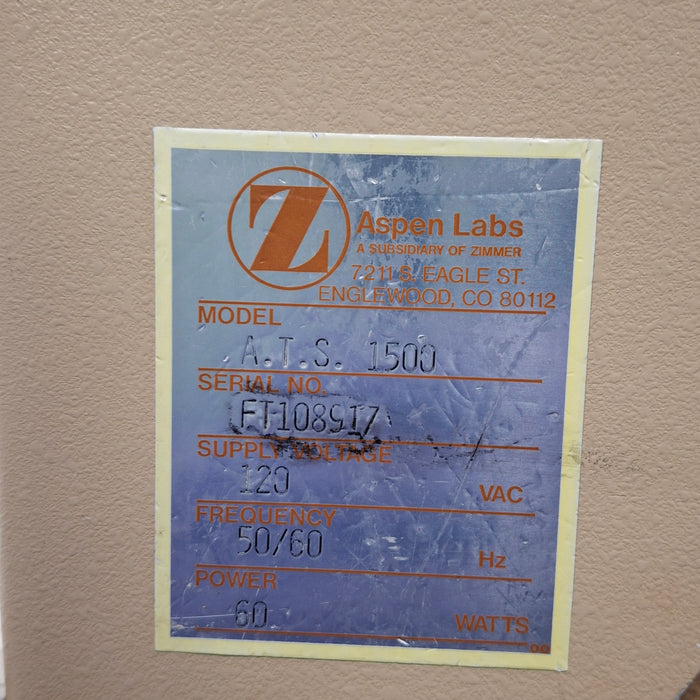 Z
Aspen Labs
A SUBSIDIARY OF ZIMMER
7211 S. EAGLE ST.
ENGLEWOOD, CO 80112
MODEL
A.T.S. 1500
SERIAL NO.
FT108917
SUPPLY VOLTAGE
120 VAC
FREQUENCY
50/60 Hz
POWER
60 WATTS